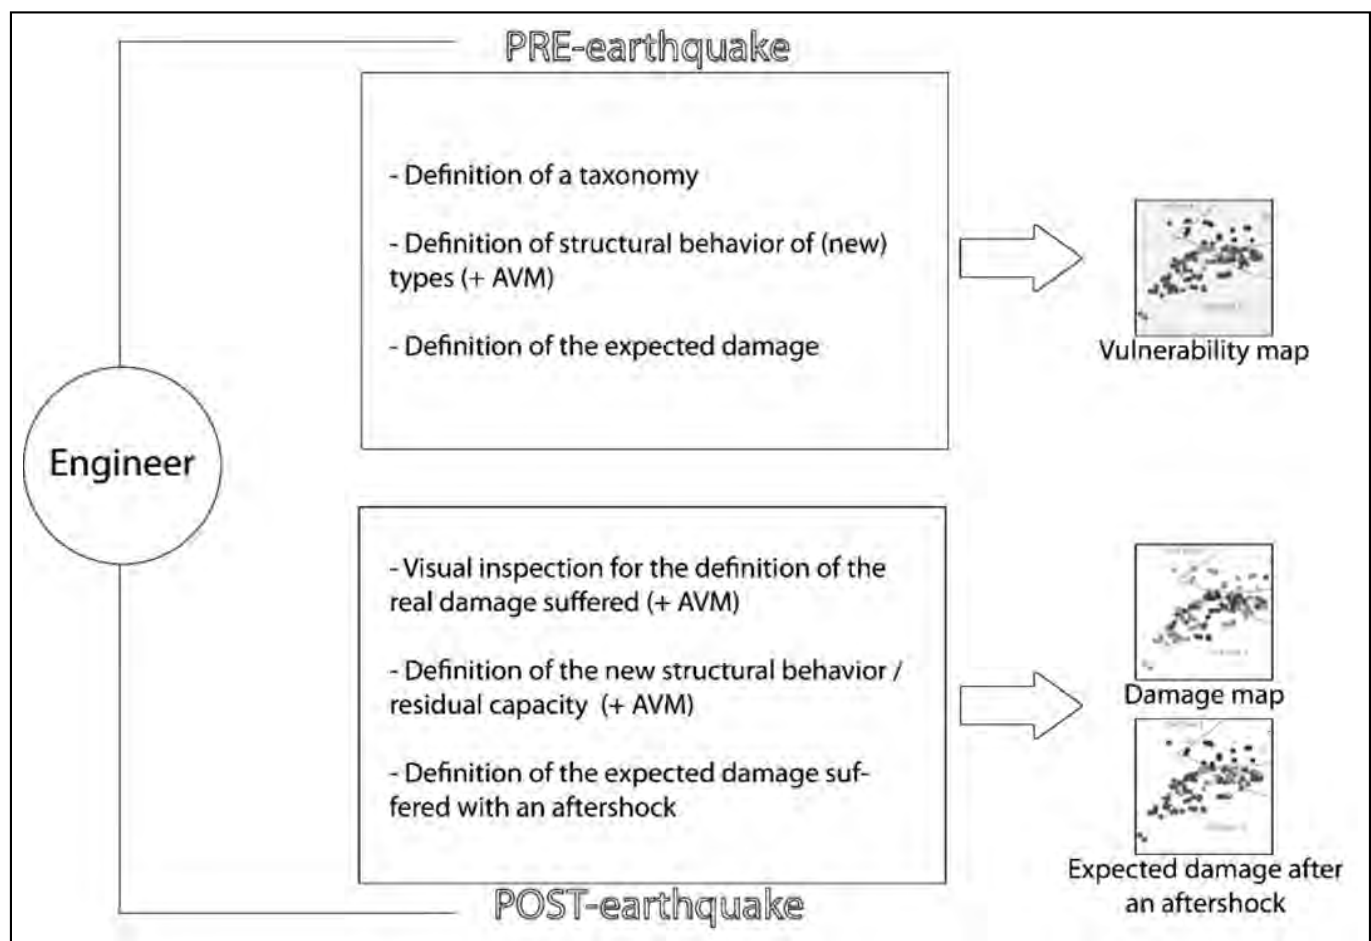 PRE-earthquake
- Definition of a taxonomy
- Definition of structural behavior of (new)
types (+ AVM)
- Definition of the expected damage
Vulnerability map
Engineer
- Visual inspection for the definition of the
real damage suffered (+ AVM)
- Definition of the new structural behavior /
residual capacity (+ AVM)
- Definition of the expected damage suf-
fered with an aftershock
Damage map
Expected damage after
an aftershock
POST-earthquake